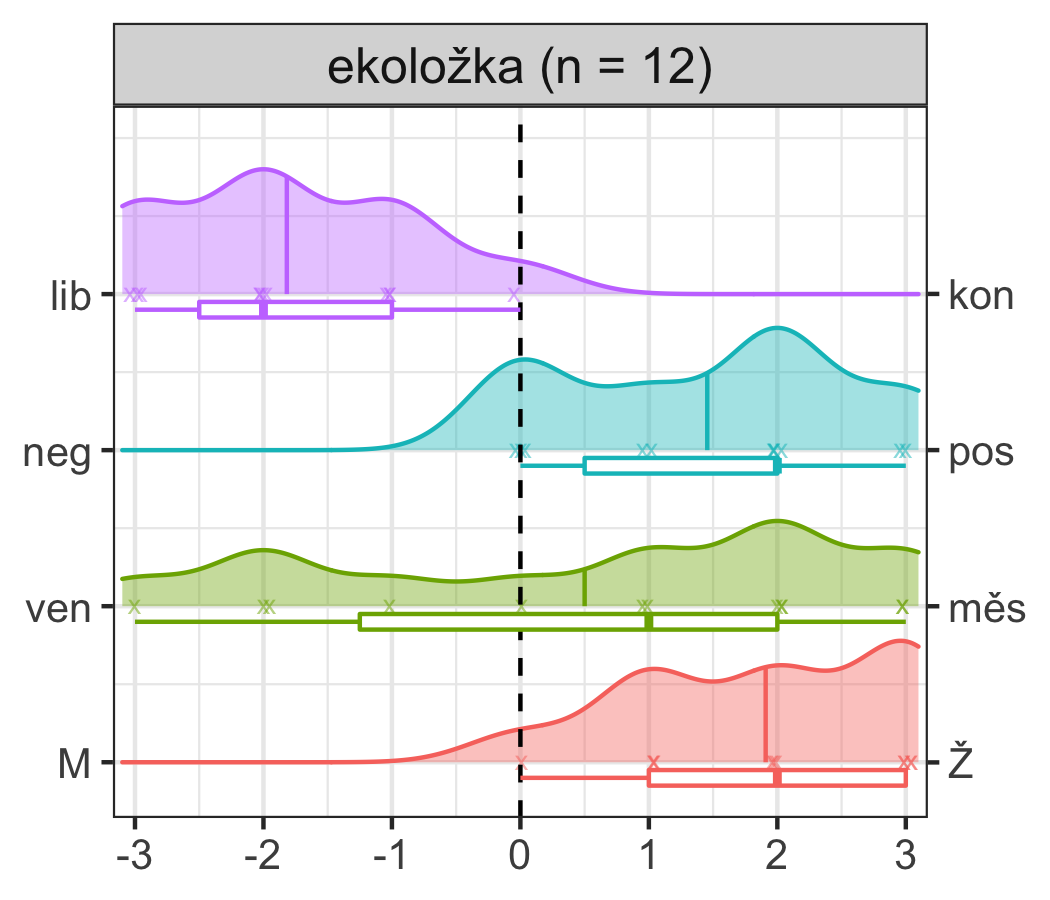 ekoložka (n = 12)
lib kon
neg pos
ven měs
M Ž
-3 -2 -1 0 1 2 3